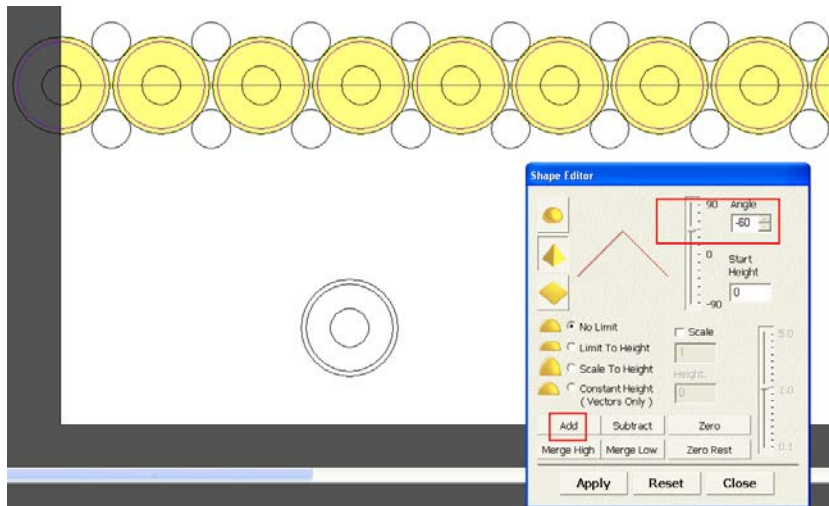 Shape Editor
90 Angle
-60
0 Start
Height
0
-90
No Limit
Scale
5.0
Limit To Height
1
Scale To Height
Height:
Constant Height
0
1.0
( Vectors Only )
Add Subtract Zero
Merge High Merge Low Zero Rest
0.1
Apply Reset Close